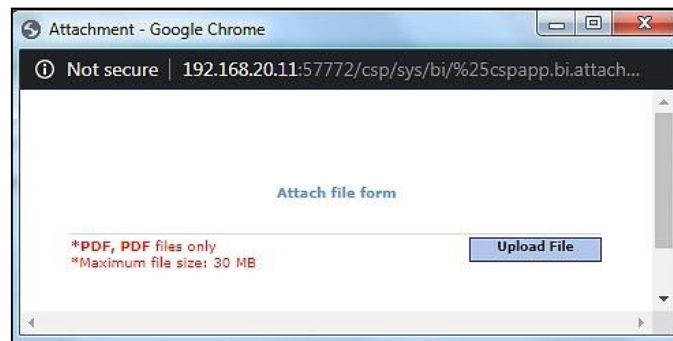 Attachment - Google Chrome
Not secure | 192.168.20.11:57772/csp/sys/bi/%25cspapp.bi.attach...
Attach file form
*PDF, PDF files only
Upload File
*Maximum file size: 30 MB